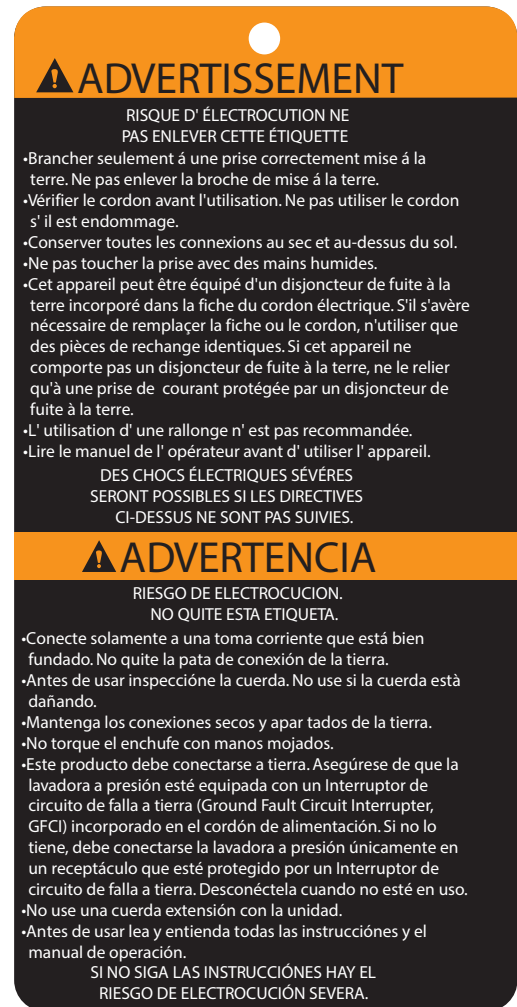 ADVERTISSEMENT
RISQUE D' ÉLECTROCUTION NE
PAS ENLEVER CETTE ÉTIQUETTE
•Brancher seulement á une prise correctement mise á la
terre. Ne pas enlever la broche de mise á la terre.
•Vérifier le cordon avant l'utilisation. Ne pas utiliser le cordon
s' il est endommage.
•Conserver toutes les connexions au sec et au-dessus du sol.
•Ne pas toucher la prise avec des mains humides.
•Cet appareil peut être équipé d'un disjoncteur de fuite à la
terre incorporé dans la fiche du cordon électrique. S'il s'avère
nécessaire de remplaçer la fiche ou le cordon, n'utiliser que
des pièces de rechange identiques. Si cet appareil ne
comporte pas un disjoncteur de fuite à la terre, ne le relier
qu'à une prise de courant protégée par un disjoncteur de
fuite à la terre.
•L' utilisation d' une rallonge n' est pas recommandée.
•Lire le manuel de l' opérateur avant d' utiliser l' appareil.
DES CHOCS ÉLECTRIQUES SÉVÉRES
SERONT POSSIBLES SI LES DIRECTIVES
CI-DESSUS NE SONT PAS SUIVIES.
ADVERTENCIA
RIESGO DE ELECTROCUCION.
NO QUITE ESTA ETIQUETA.
•Conecte solamente a una toma corriente que está bien
fundado. No quite la pata de conexión de la tierra.
•Antes de usar inspeccióne la cuerda. No use si la cuerda està
dañando.
•Mantenga los conexiones secos y apar tados de la tierra.
•No torque el enchufe con manos mojados.
•Este producto debe conectarse a tierra. Asegúrese de que la
lavadora a presión esté equipada con un Interruptor de
circuito de falla a tierra (Ground Fault Circuit Interrupter,
GFCI) incorporado en el cordón de alimentación. Si no lo
tiene, debe conectarse la lavadora a presión únicamente en
un receptáculo que esté protegido por un Interruptor de
circuito de falla a tierra. Desconéctela cuando no esté en uso.
•No use una cuerda extensión con la unidad.
•Antes de usar lea y entienda todas las instrucciónes y el
manual de operación.
SI NO SIGA LAS INSTRUCCIÓNES HAY EL
RIESGO DE ELECTROCUCIÓN SEVERA.